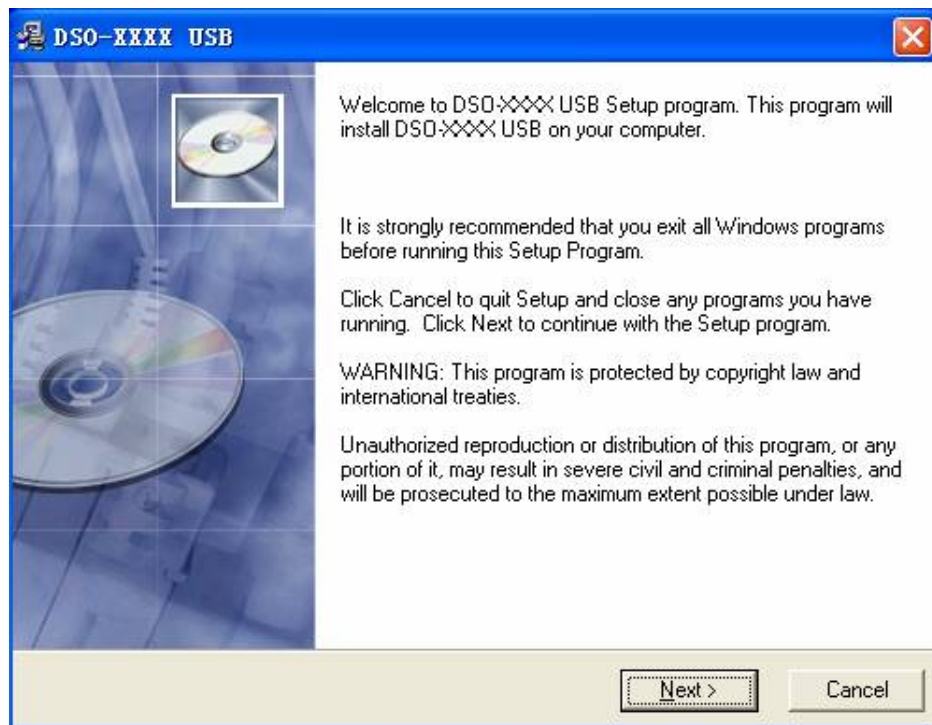 DSO-XXXX USB
Welcome to DSO-XXXX USB Setup program. This program will
install DSO-XXXX USB on your computer.
It is strongly recommended that you exit all Windows programs
before running this Setup Program.
Click Cancel to quit Setup and close any programs you have
running.  Click Next to continue with the Setup program.
WARNING: This program is protected by copyright law and
international treaties.
Unauthorized reproduction or distribution of this program, or any
portion of it, may result in severe civil and criminal penalties, and
will be prosecuted to the maximum extent possible under law.
Next >
Cancel